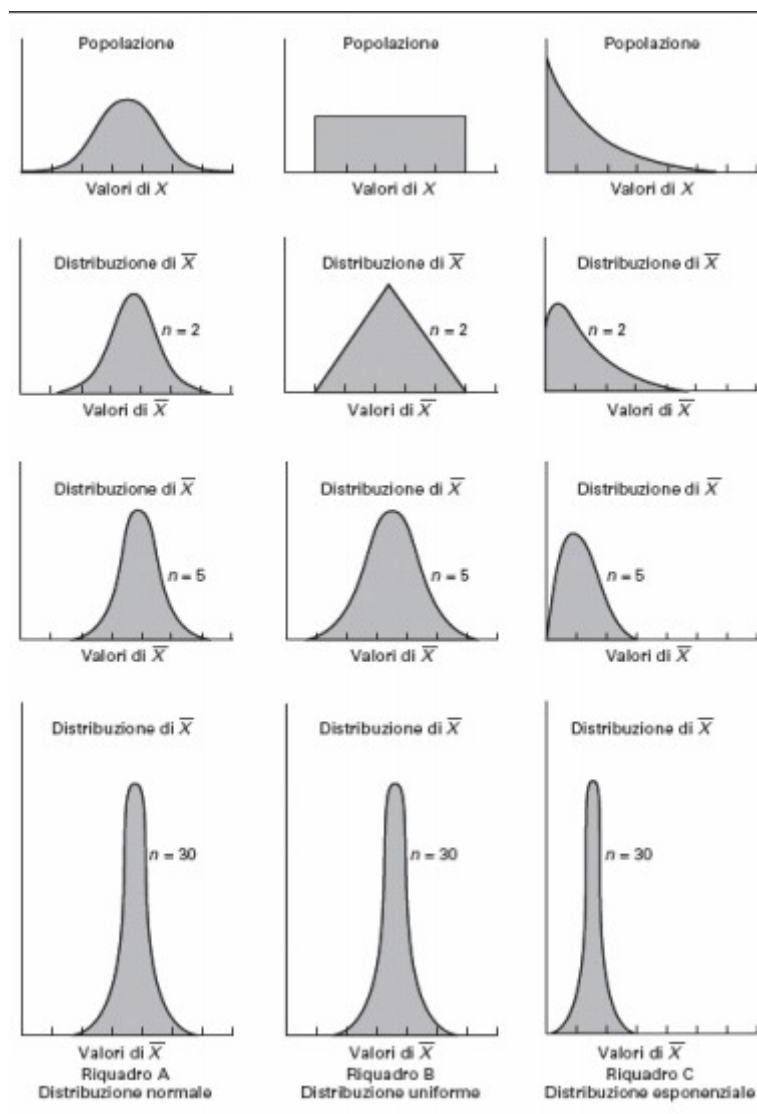 Popolazione
Popolazione
Popolazione
Valori di X
Valori di X
Valori di X
Distribuzione di X̅
Distribuzione di X̅
Distribuzione di X̅
n = 2
n = 2
n = 2
Valori di X̅
Valori di X̅
Valori di X̅
Distribuzione di X̅
Distribuzione di X̅
Distribuzione di X̅
n = 5
n = 5
n = 5
Valori di X̅
Valori di X̅
Valori di X̅
Distribuzione di X̅
Distribuzione di X̅
Distribuzione di X̅
n = 30
n = 30
n = 30
Valori di X̅
Valori di X̅
Valori di X̅
Riquadro A
Riquadro B
Riquadro C
Distribuzione normale
Distribuzione uniforme
Distribuzione esponenziale